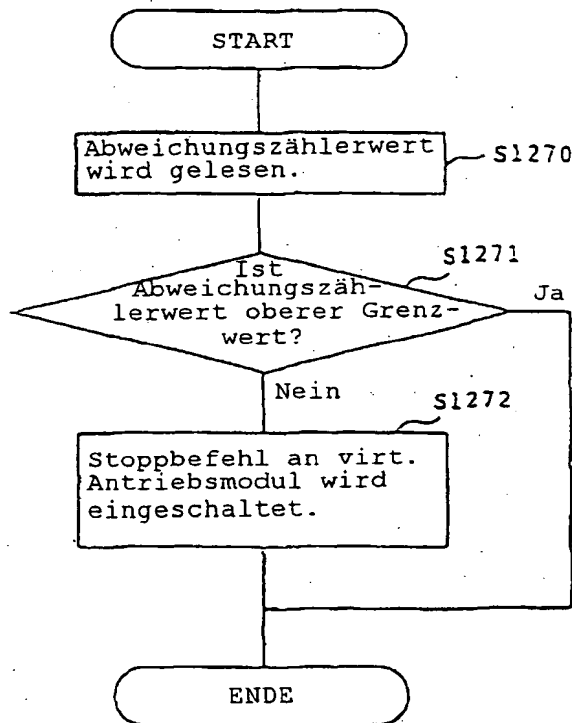 START
Abweichungszählerwert
wird gelesen.
S1270
Ist
Abweichungszäh-
lerwert oberer Grenz-
wert?
S1271
Ja
Nein
S1272
Stoppbefehl an virt.
Antriebsmodul wird
eingeschaltet.
ENDE